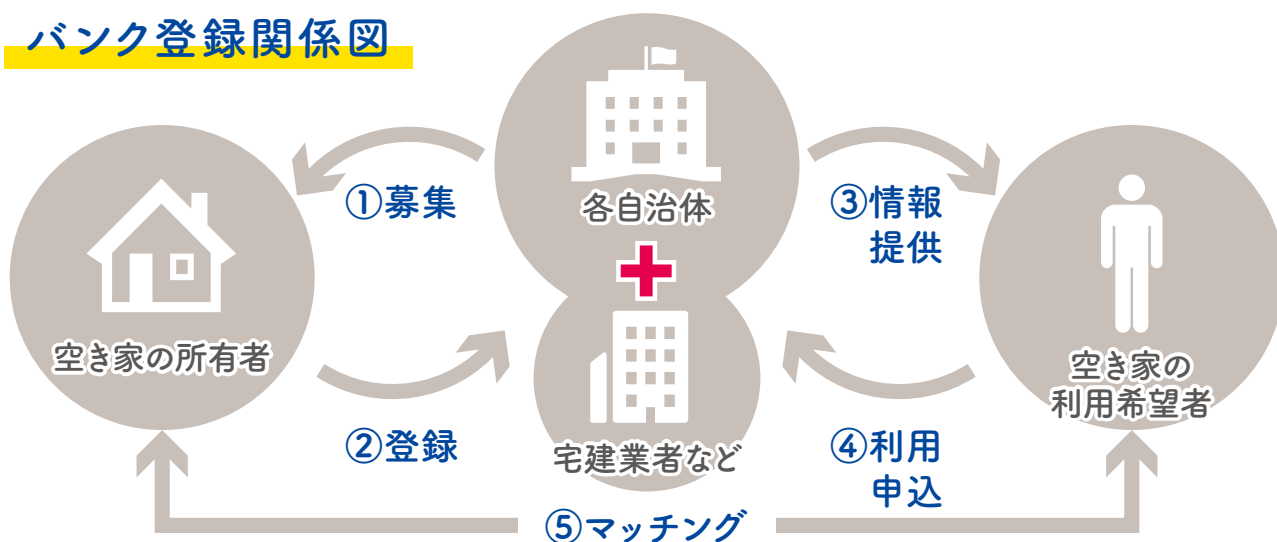 バンク登録関係図
①募集
各自治体
③情報
提供
空き家の所有者
空き家の
利用希望者
②登録
宅建業者など
④利用
申込
⑤マッチング